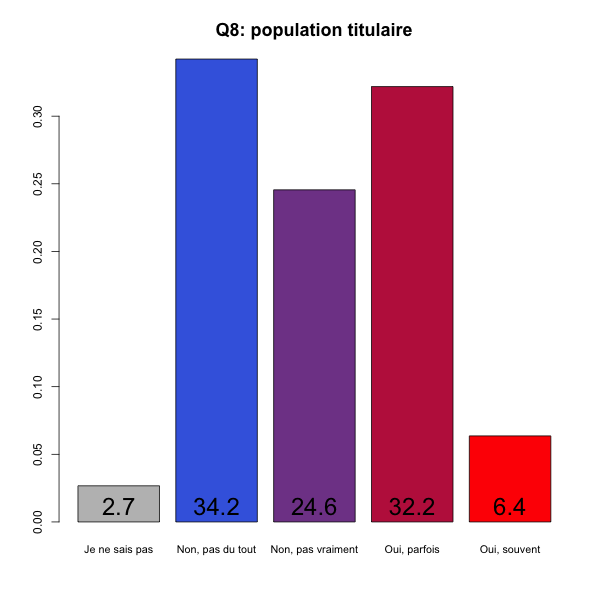 Q8: population titulaire
0.30
0.25
0.20
0.15
0.10
0.05
0.00
2.7 34.2 24.6 32.2 6.4
Je ne sais pas Non, pas du tout Non, pas vraiment Oui, parfois Oui, souvent